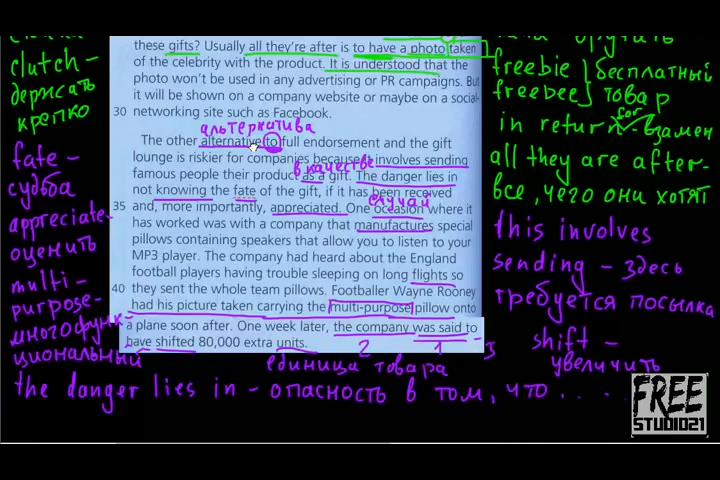 clutch-
держать
крепко
fate-
судьба
appreciate-
оценить
multi-
purpose-
многофунк-
циональный
these gifts? Usually all they're after is to have a photo taken
of the celebrity with the product. It is understood that the
photo won't be used in any advertising or PR campaigns. But
it will be shown on a company website or maybe on a social-
30 networking site such as Facebook.
альтернатива
The other alternative to full endorsement and the gift
lounge is riskier for companies because it involves sending
в качестве
famous people their product as a gift. The danger lies in
not knowing the fate of the gift, if it has been received
случай
35 and, more importantly, appreciated. One occasion where it
has worked was with a company that manufactures special
pillows containing speakers that allow you to listen to your
MP3 player. The company had heard about the England
football players having trouble sleeping on long flights so
40 they sent the whole team pillows. Footballer Wayne Rooney
had his picture taken carrying the multi-purpose pillow onto
a plane soon after. One week later, the company was said to
have shifted 80,000 extra units.
2 1 3
единица товара
the danger lies in - опасность в том, что . . . .
вручить
freebie } бесплатный
freebee } товар
for
in return - взамен
all they are after-
все, чего они хотят
this involves
sending - здесь
требуется посылка
shift -
увеличить
FREE
STUDIO21